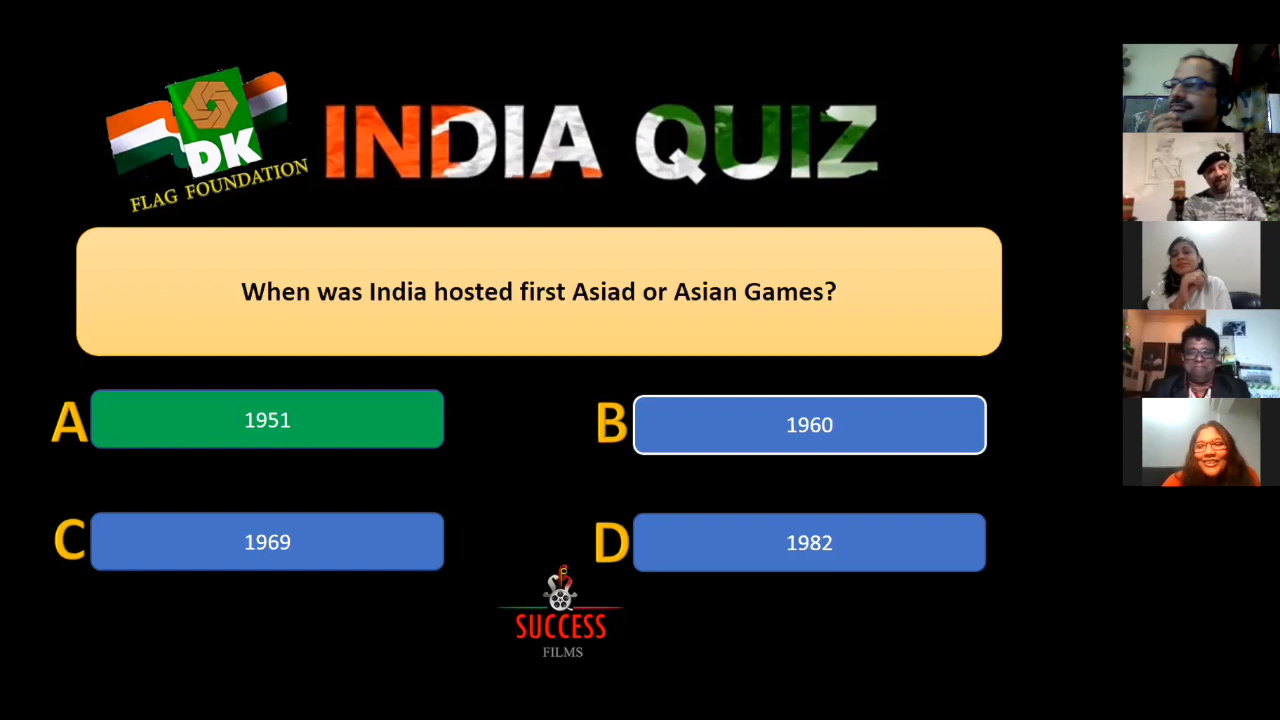 DK
FLAG FOUNDATION
INDIA QUIZ
When was India hosted first Asiad or Asian Games?
A 1951
B 1960
C 1969
D 1982
SUCCESS
FILMS